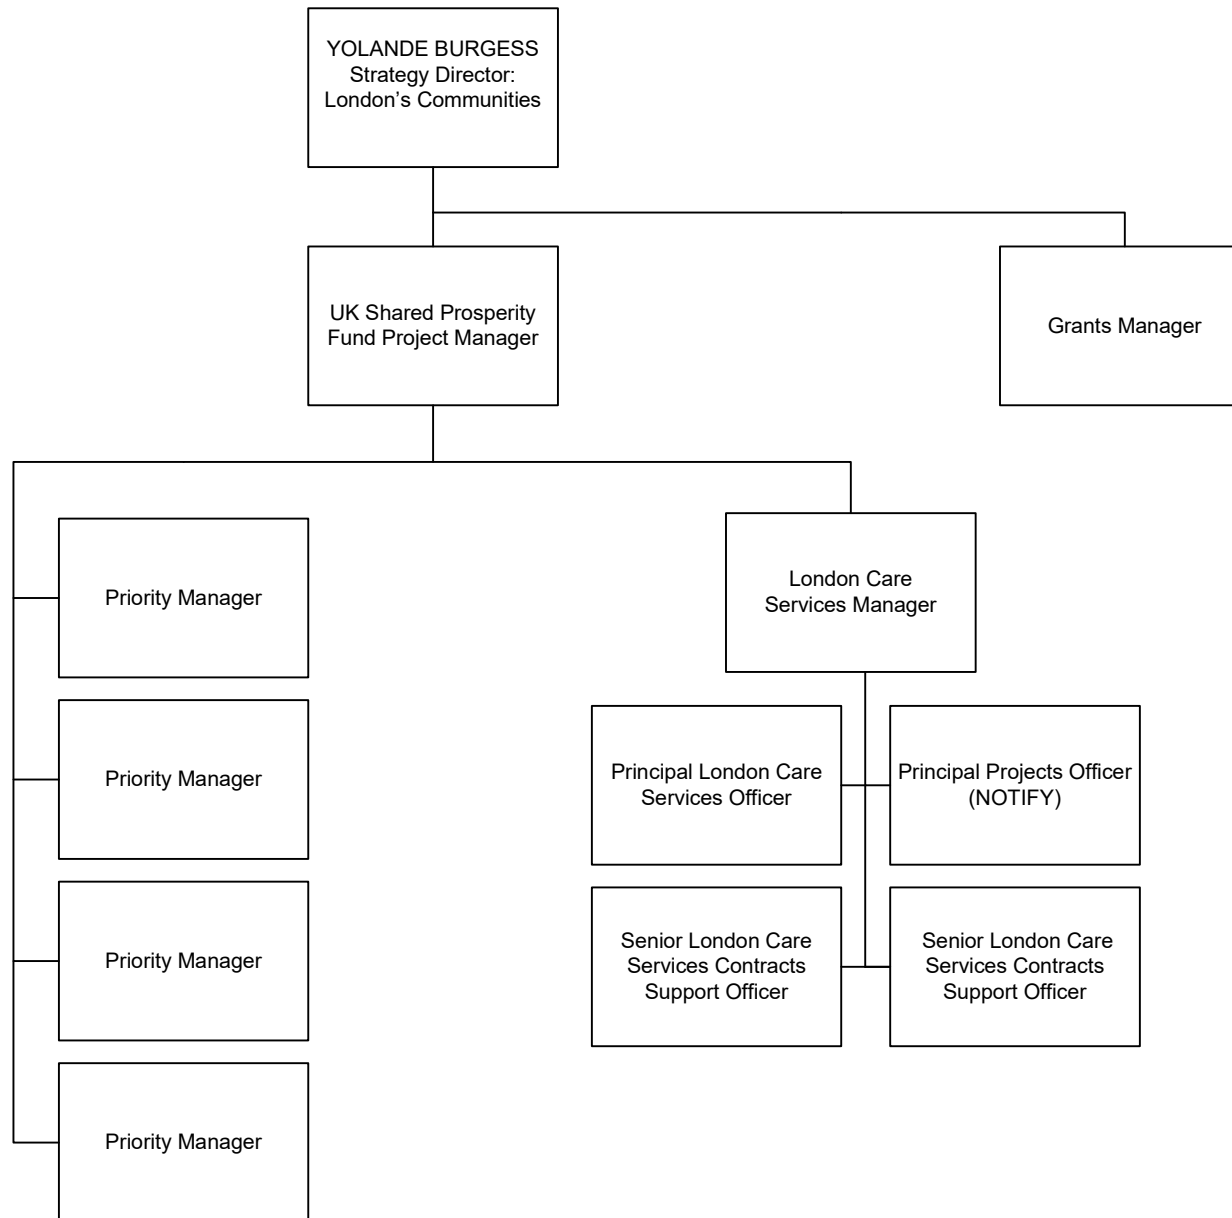 YOLANDE BURGESS
Strategy Director:
London’s Communities
UK Shared Prosperity
Fund Project Manager
Grants Manager
Priority Manager
Priority Manager
Priority Manager
Priority Manager
London Care
Services Manager
Principal London Care
Services Officer
Principal Projects Officer
(NOTIFY)
Senior London Care
Services Contracts
Support Officer
Senior London Care
Services Contracts
Support Officer